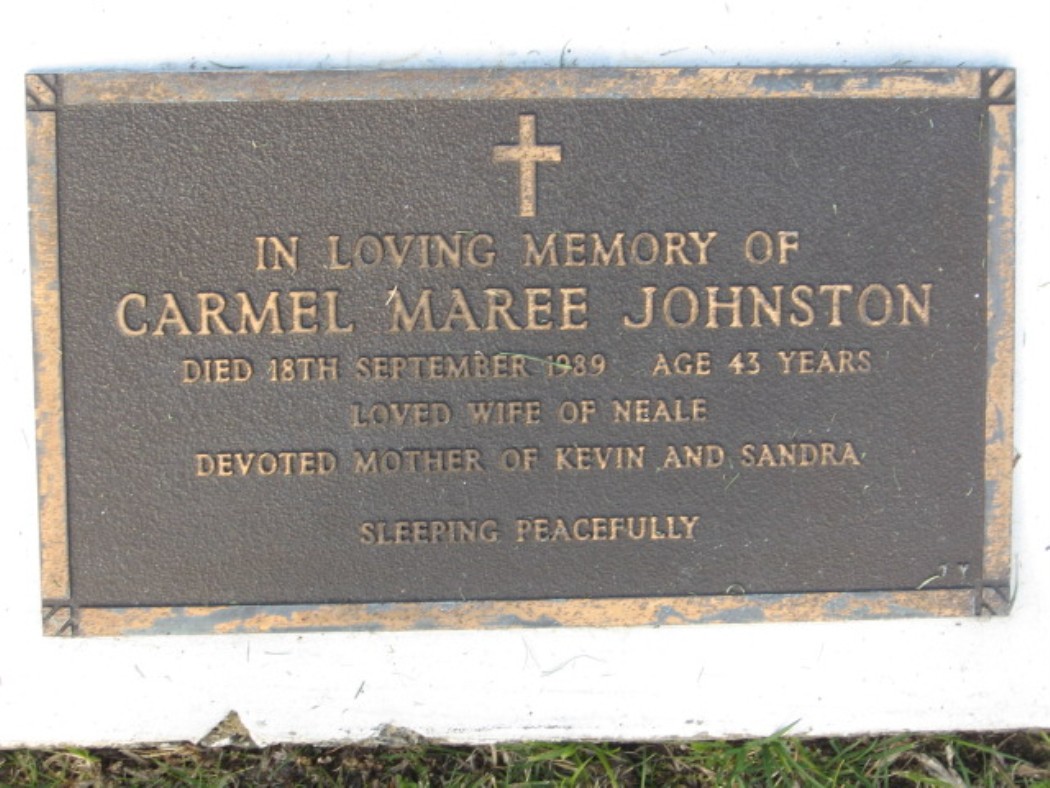 IN LOVING MEMORY OF
CARMEL MAREE JOHNSTON
DIED 18TH SEPTEMBER 1989 AGE 43 YEARS
LOVED WIFE OF NEALE
DEVOTED MOTHER OF KEVIN AND SANDRA
SLEEPING PEACEFULLY